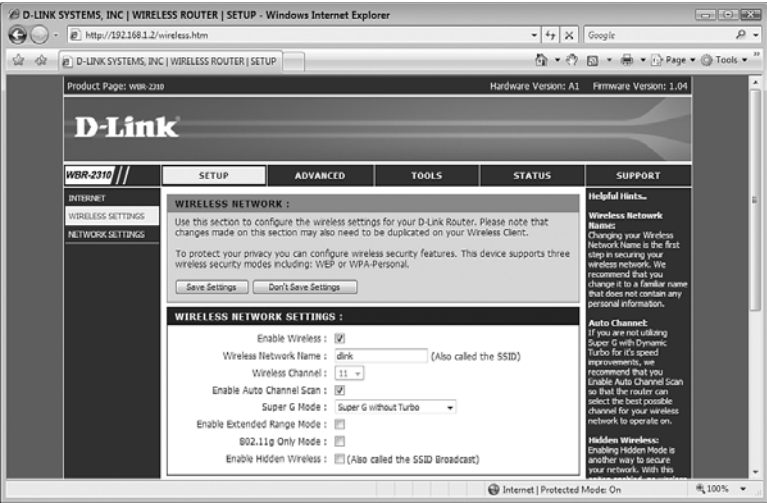 D-LINK SYSTEMS, INC | WIRELESS ROUTER | SETUP - Windows Internet Explorer
http://192.168.1.2/wireless.htm
Google
D-LINK SYSTEMS, INC | WIRELESS ROUTER | SETUP
Page
Tools
Product Page: WBR-2310
Hardware Version: A1
Firmware Version: 1.04
D-Link
WBR-2310
SETUP
ADVANCED
TOOLS
STATUS
SUPPORT
INTERNET
WIRELESS SETTINGS
NETWORK SETTINGS
WIRELESS NETWORK :
Use this section to configure the wireless settings for your D-Link Router. Please note that
changes made on this section may also need to be duplicated on your Wireless Client.
To protect your privacy you can configure wireless security features. This device supports three
wireless security modes including: WEP or WPA-Personal.
Save Settings
Don't Save Settings
WIRELESS NETWORK SETTINGS :
Enable Wireless :
Wireless Network Name : dlink (Also called the SSID)
Wireless Channel : 11
Enable Auto Channel Scan :
Super G Mode : Super G without Turbo
Enable Extended
Range Mode :
802.11g Only Mode :
Enable Hidden Wireless : (Also called the SSID Broadcast)
Helpful Hints..
Wireless Netowrk
Name:
Changing your Wireless
Network Name is the first
step in securing your
wireless network. We
recommend that you
change it to a familiar name
that does not contain any
personal information.
Auto Channel:
If you are not utilizing
Super G with Dynamic
Turbo for it's speed
improvements, we
recommend that you
Enable Auto Channel Scan
so that the router can
select the best possible
channel for your wireless
network to operate on.
Hidden Wireless:
Enabling Hidden Mode is
another way to secure
your network. With this
Internet | Protected Mode: On
100%